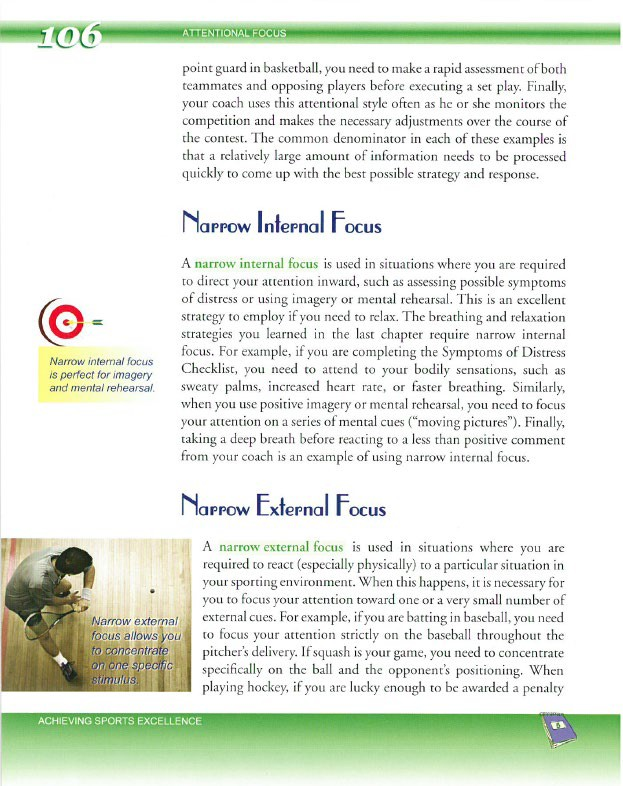 106
ATTENTIONAL FOCUS
point guard in basketball, you need to make a rapid assessment of both
teammates and opposing players before executing a set play. Finally,
your coach uses this attentional style often as he or she monitors the
competition and makes the necessary adjustments over the course of
the contest. The common denominator in each of these examples is
that a relatively large amount of information needs to be processed
quickly to come up with the best possible strategy and response.
Narrow Internal Focus
A narrow internal focus is used in situations where you are required
to direct your attention inward, such as assessing possible symptoms
of distress or using imagery or mental rehearsal. This is an excellent
strategy to employ if you need to relax. The breathing and relaxation
strategies you learned in the last chapter require narrow internal
focus. For example, if you are completing the Symptoms of Distress
Checklist, you need to attend to your bodily sensations, such as
sweaty palms, increased heart rate, or faster breathing. Similarly,
when you use positive imagery or mental rehearsal, you need to focus
your attention on a series of mental cues (“moving pictures”). Finally,
taking a deep breath before reacting to a less than positive comment
from your coach is an example of using narrow internal focus.
Narrow internal focus
is perfect for imagery
and mental rehearsal.
Narrow External Focus
A narrow external focus is used in situations where you are
required to react (especially physically) to a particular situation in
your sporting environment. When this happens, it is necessary for
you to focus your attention toward one or a very small number of
external cues. For example, if you are batting in baseball, you need
to focus your attention strictly on the baseball throughout the
pitcher’s delivery. If squash is your game, you need to concentrate
specifically on the ball and the opponent’s positioning. When
playing hockey, if you are lucky enough to be awarded a penalty
Narrow external
focus allows you
to concentrate
on one specific
stimulus.
ACHIEVING SPORTS EXCELLENCE